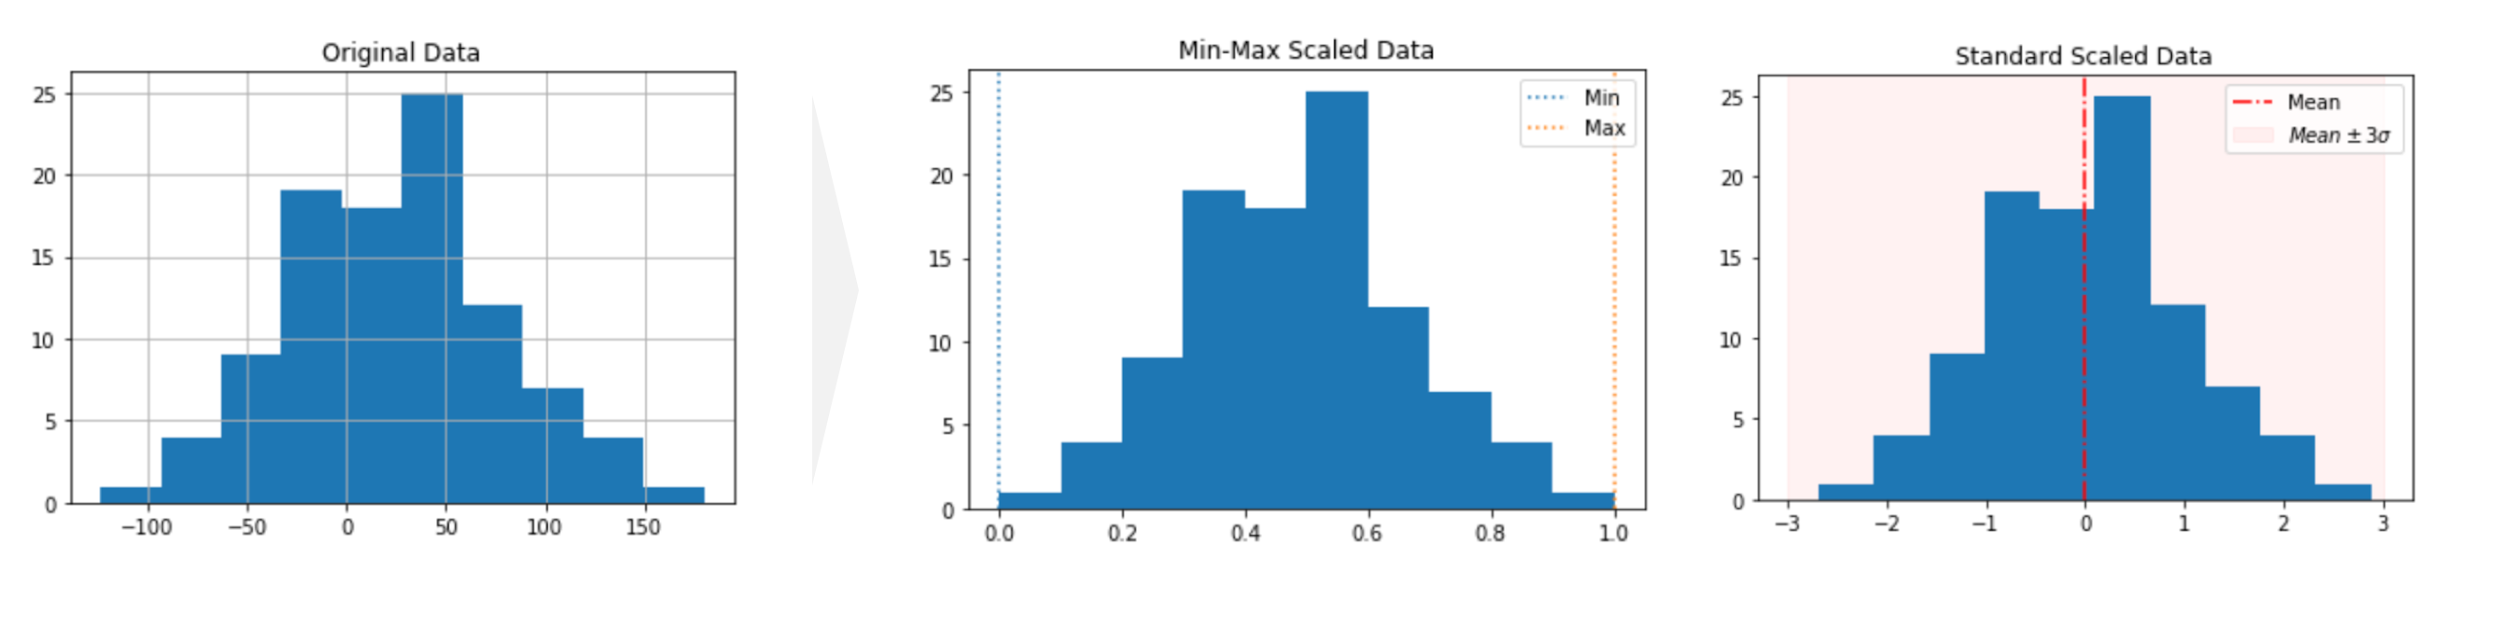 Original Data
25
20
15
10
5
0
−100 −50 0 50 100 150
Min-Max Scaled Data
Min
Max
25
20
15
10
5
0
0.0 0.2 0.4 0.6 0.8 1.0
Standard Scaled Data
Mean
Mean ± 3σ
25
20
15
10
5
0
−3 −2 −1 0 1 2 3